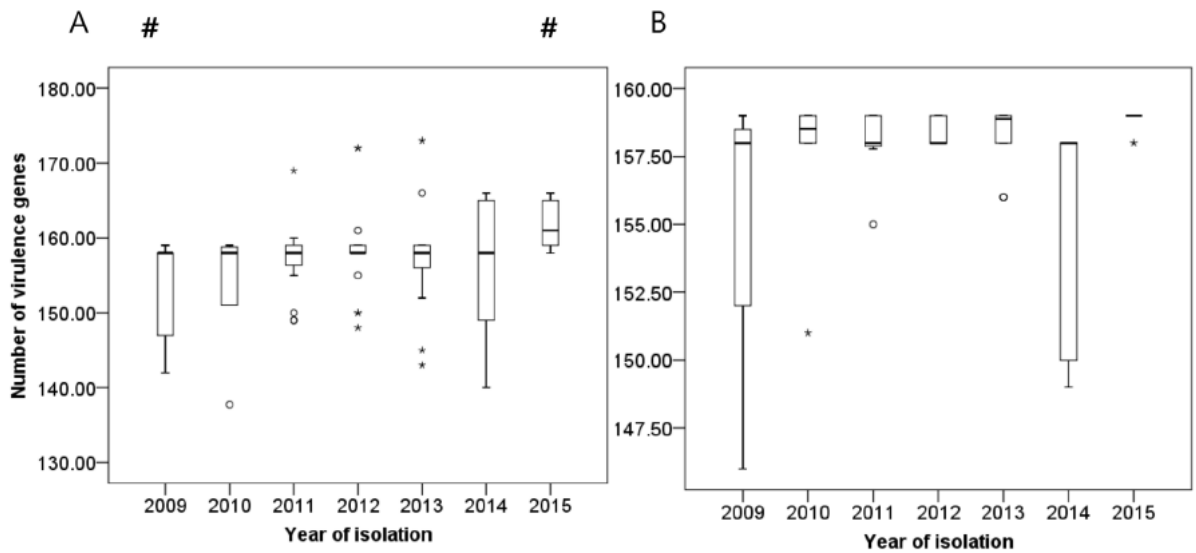 A # # B
180.00
170.00
160.00
150.00
140.00
130.00
Number of virulence genes
2009 2010 2011 2012 2013 2014 2015
Year of isolation
160.00
157.50
155.00
152.50
150.00
147.50
2009 2010 2011 2012 2013 2014 2015
Year of isolation